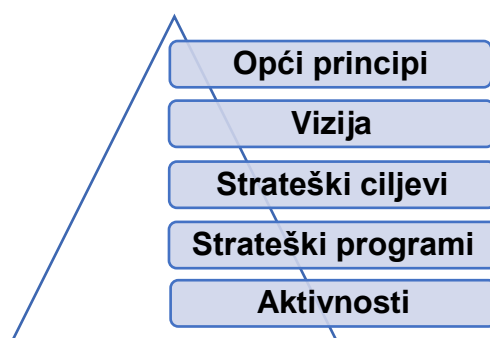 Opći principi
Vizija
Strateški ciljevi
Strateški programi
Aktivnosti